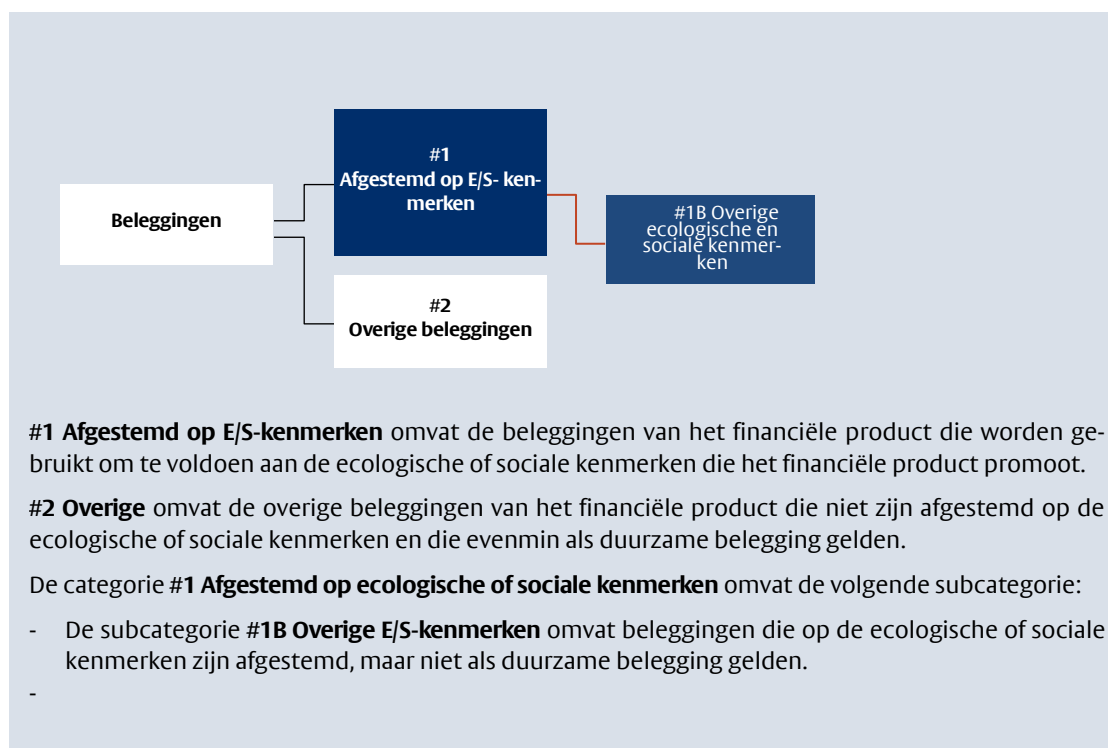 #1
Afgestemd op E/S- ken-
merken
Beleggingen
#1B Overige
ecologische en
sociale kenmer-
ken
#2
Overige beleggingen
#1 Afgestemd op E/S-kenmerken omvat de beleggingen van het financiële product die worden ge-
bruikt om te voldoen aan de ecologische of sociale kenmerken die het financiële product promoot.
#2 Overige omvat de overige beleggingen van het financiële product die niet zijn afgestemd op de
ecologische of sociale kenmerken en die evenmin als duurzame belegging gelden.
De categorie #1 Afgestemd op ecologische of sociale kenmerken omvat de volgende subcategorie:
- De subcategorie #1B Overige E/S-kenmerken omvat beleggingen die op de ecologische of sociale
kenmerken zijn afgestemd, maar niet als duurzame belegging gelden.
-